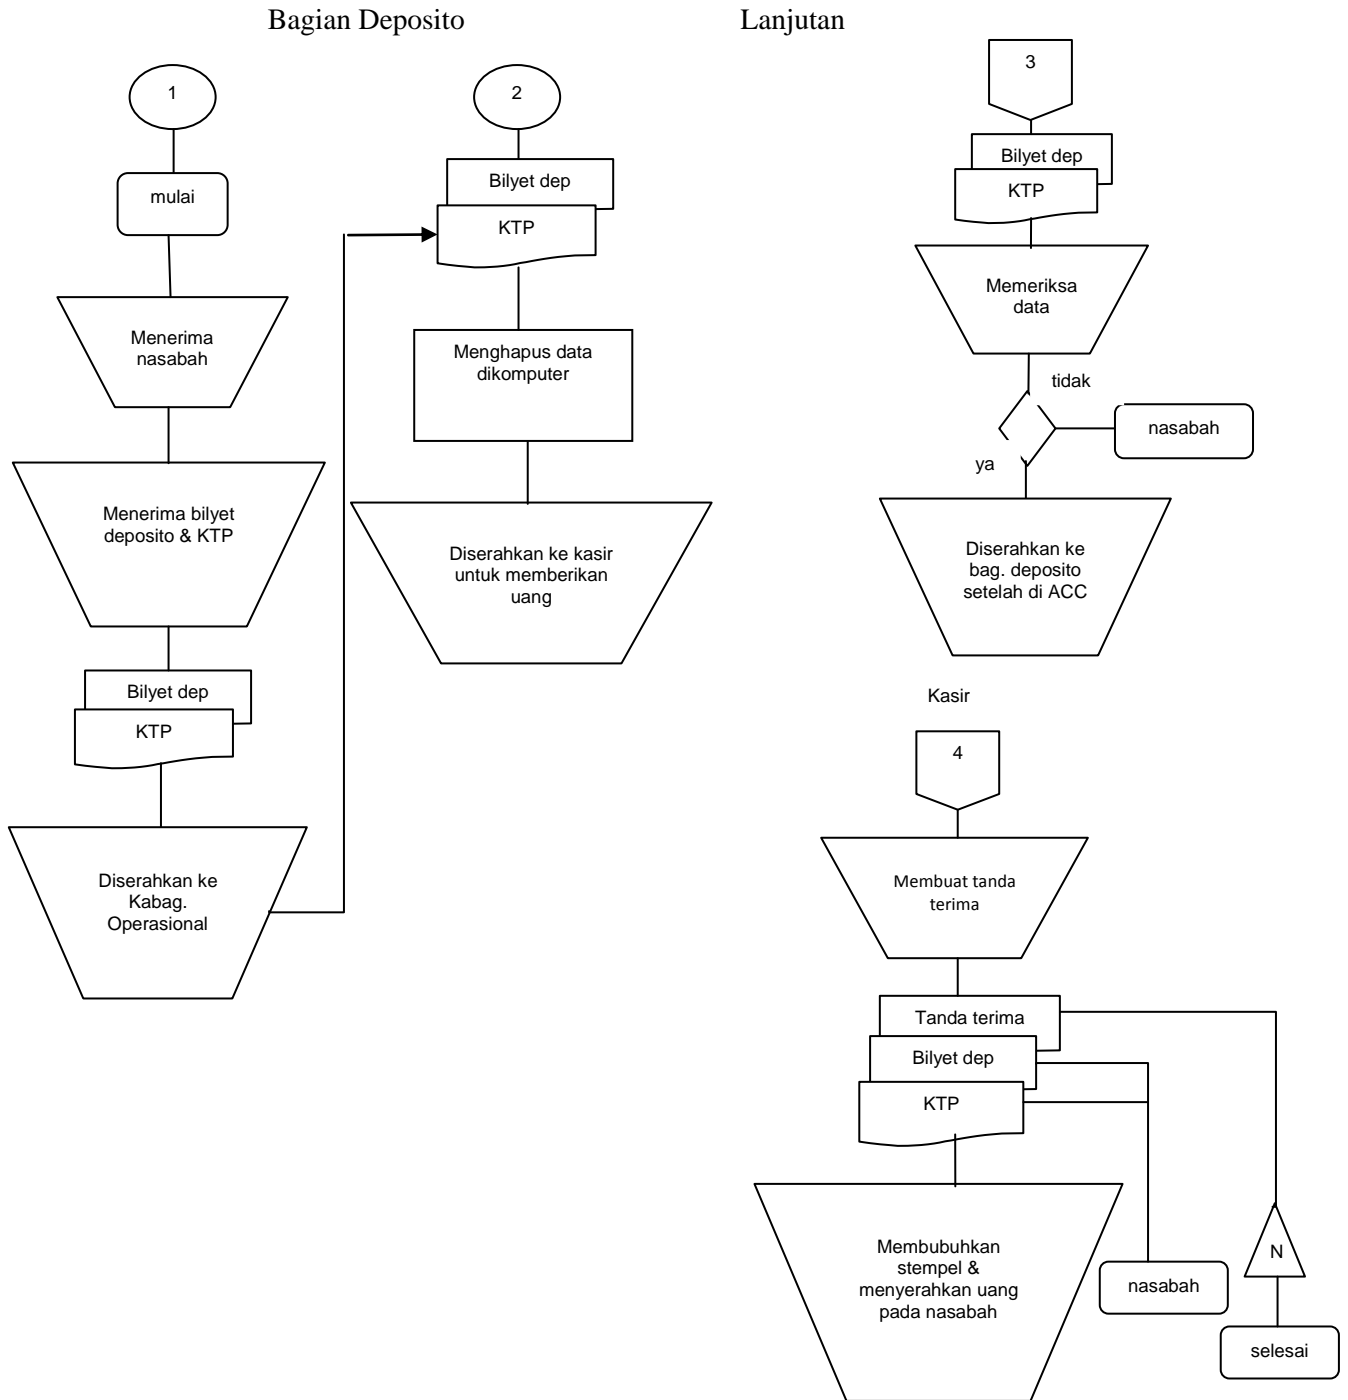 Bagian Deposito
Lanjutan
1
mulai
Menerima
nasabah
Menerima bilyet
deposito & KTP
Bilyet dep
KTP
Diserahkan ke
Kabag.
Operasional
2
Bilyet dep
KTP
Menghapus data
dikomputer
Diserahkan ke kasir
untuk memberikan
uang
3
Bilyet dep
KTP
Memeriksa
data
tidak
nasabah
ya
Diserahkan ke
bag. deposito
setelah di ACC
Kasir
4
Membuat tanda
terima
Tanda terima
Bilyet dep
KTP
Membubuhkan
stempel &
menyerahkan uang
pada nasabah
nasabah
N
selesai